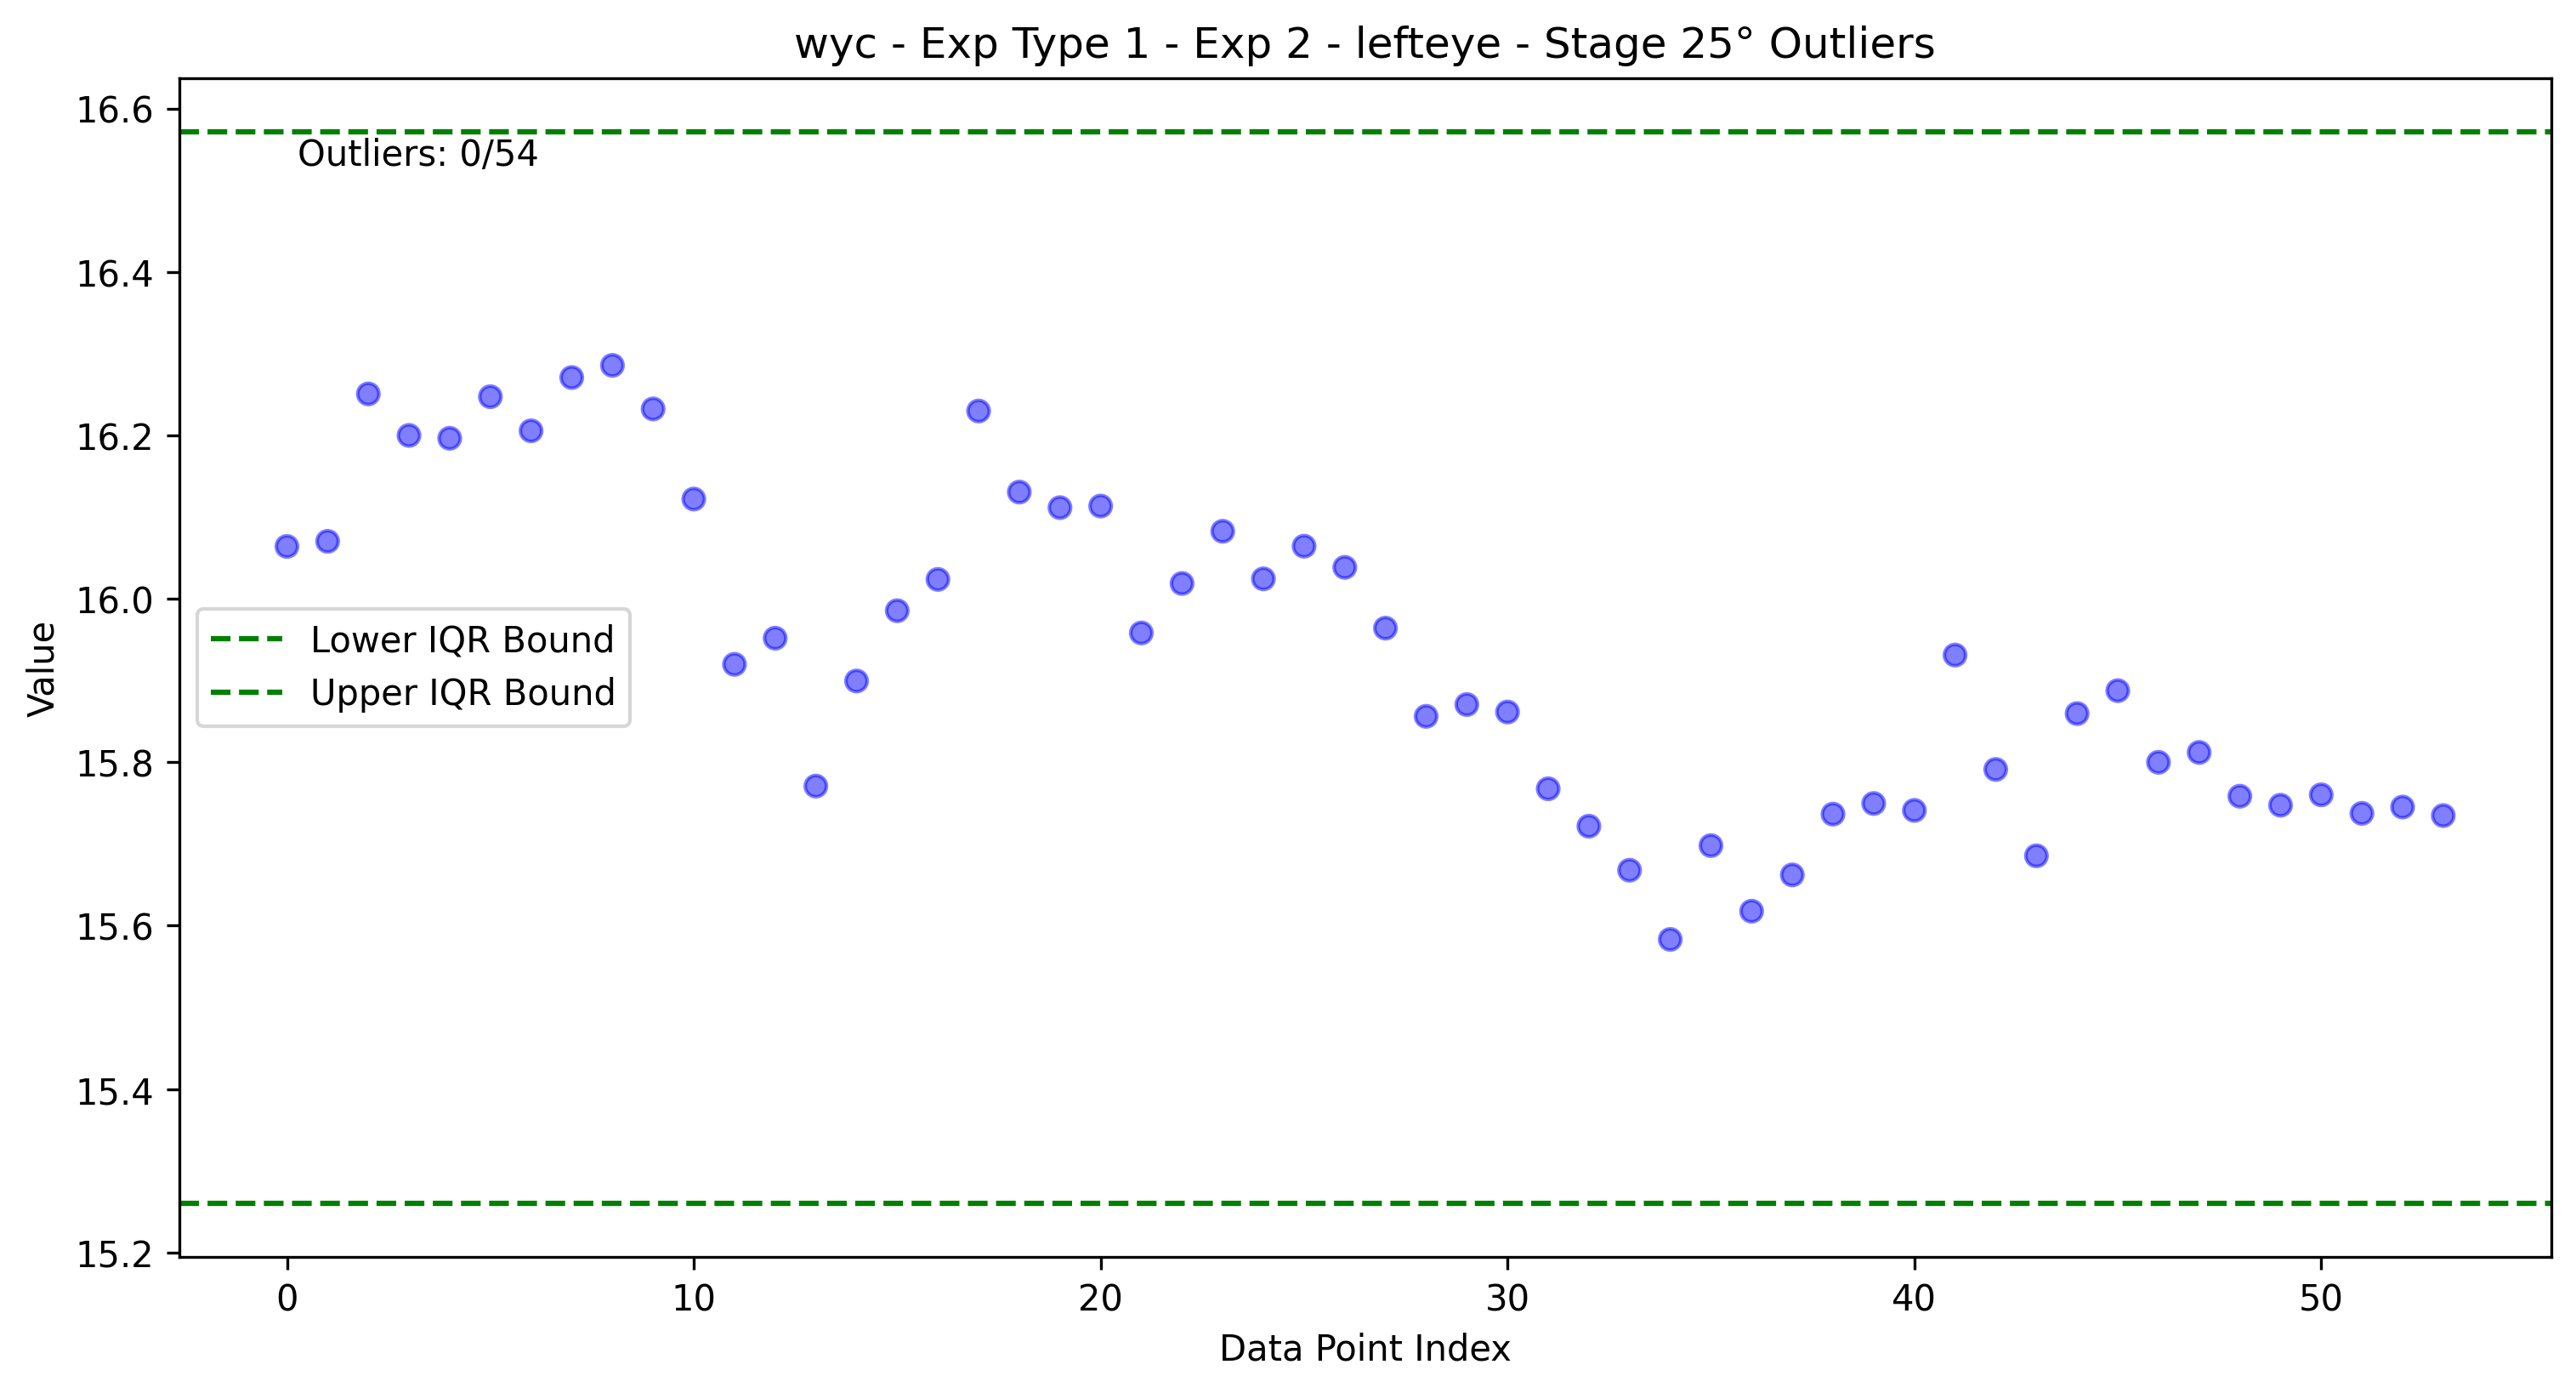 wyc - Exp Type 1 - Exp 2 - lefteye - Stage 25° Outliers
16.6
Outliers: 0/54
16.4
16.2
16.0
Lower IQR Bound
Upper IQR Bound
Value
15.8
15.6
15.4
15.2
0 10 20 30 40 50
Data Point Index